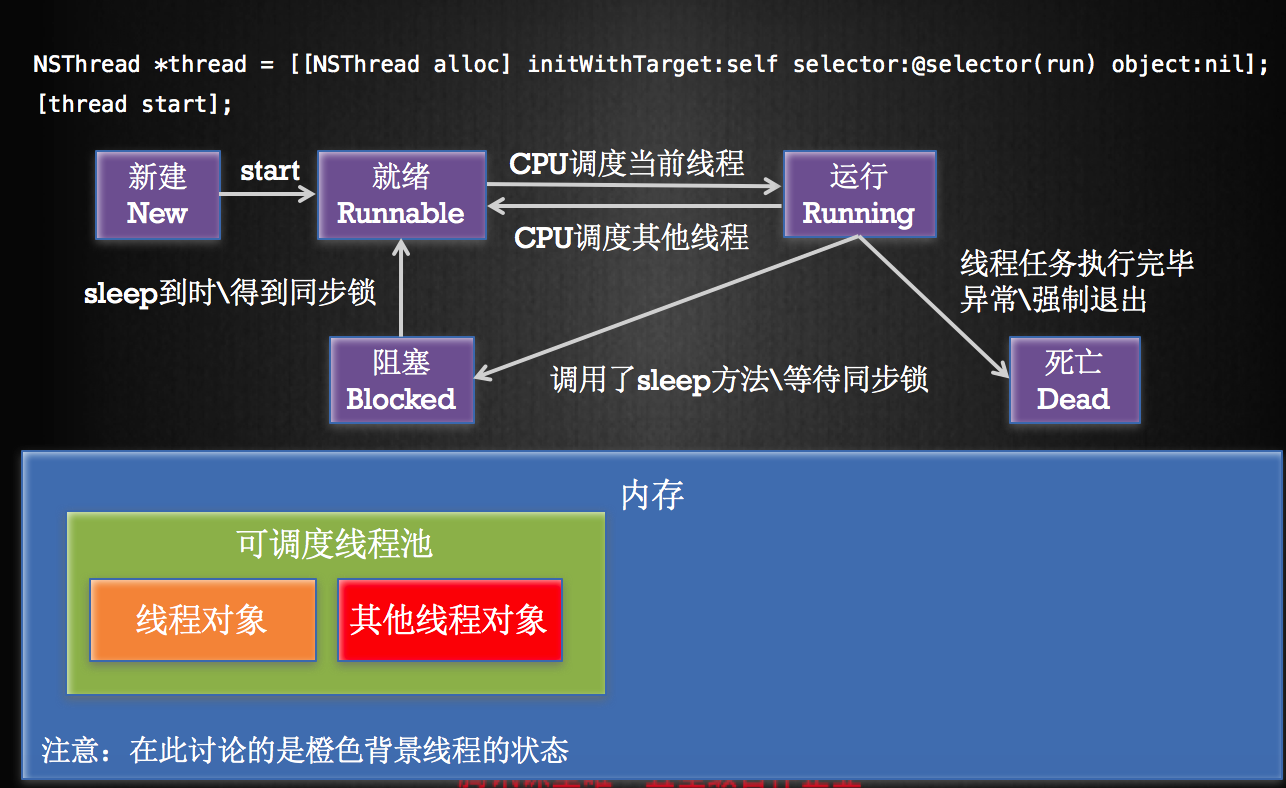 NSThread *thread = [[NSThread alloc] initWithTarget:self selector:@selector(run) object:nil];
[thread start];
新建
New
start
就绪
Runnable
CPU调度当前线程
CPU调度其他线程
运行
Running
sleep到时\得到同步锁
线程任务执行完毕
异常\强制退出
阻塞
Blocked
调用了sleep方法\等待同步锁
死亡
Dead
内存
可调度线程池
线程对象
其他线程对象
注意：在此讨论的是橙色背景线程的状态